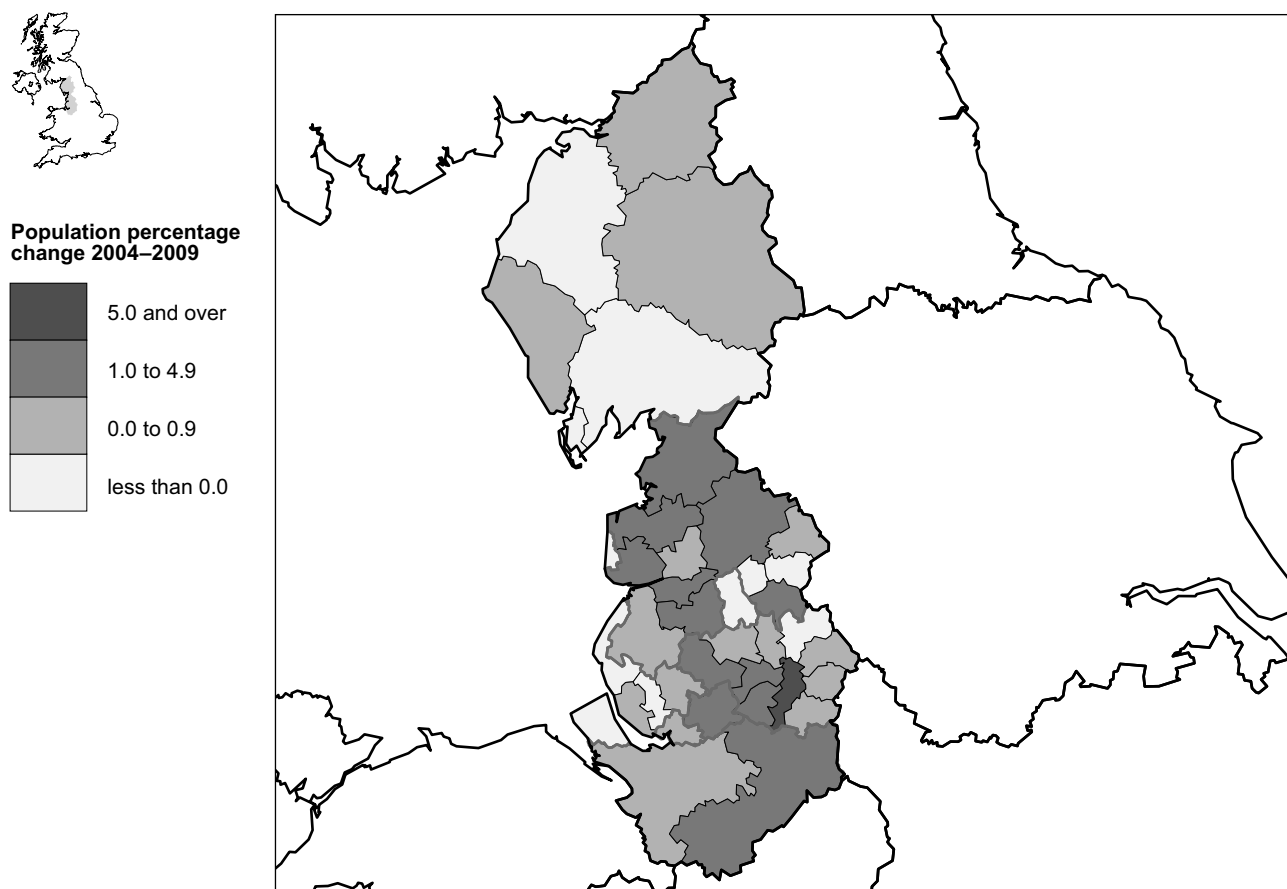 Population percentage
change 2004–2009
5.0 and over
1.0 to 4.9
0.0 to 0.9
less than 0.0